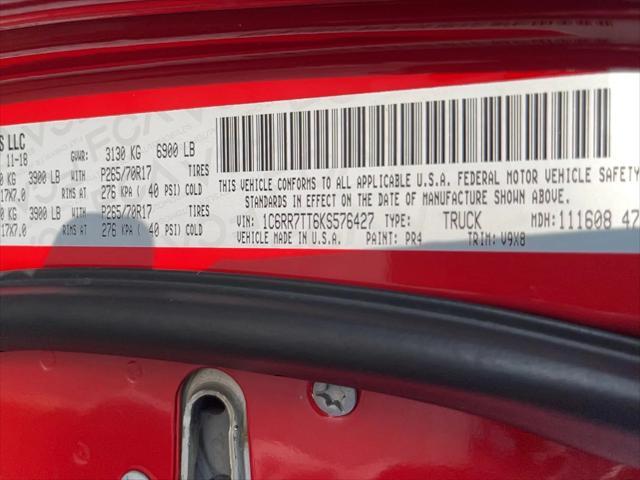 S LLC
11-18 GVWR: 3130 KG 6900 LB
KG 3900 LB WITH P265/70R17 TIRES
17X7.0 RIMS AT 276 KPA ( 40 PSI) COLD
KG 3900 LB WITH P265/70R17 TIRES
17X7.0 RIMS AT 276 KPA ( 40 PSI) COLD
THIS VEHICLE CONFORMS TO ALL APPLICABLE U.S.A. FEDERAL MOTOR VEHICLE SAFETY
STANDARDS IN EFFECT ON THE DATE OF MANUFACTURE SHOWN ABOVE.
VIN: 1C6RR7TT6KS576427 TYPE: TRUCK MDH: 111608 47
VEHICLE MADE IN U.S.A. PAINT: PR4 TRIM: V9X8